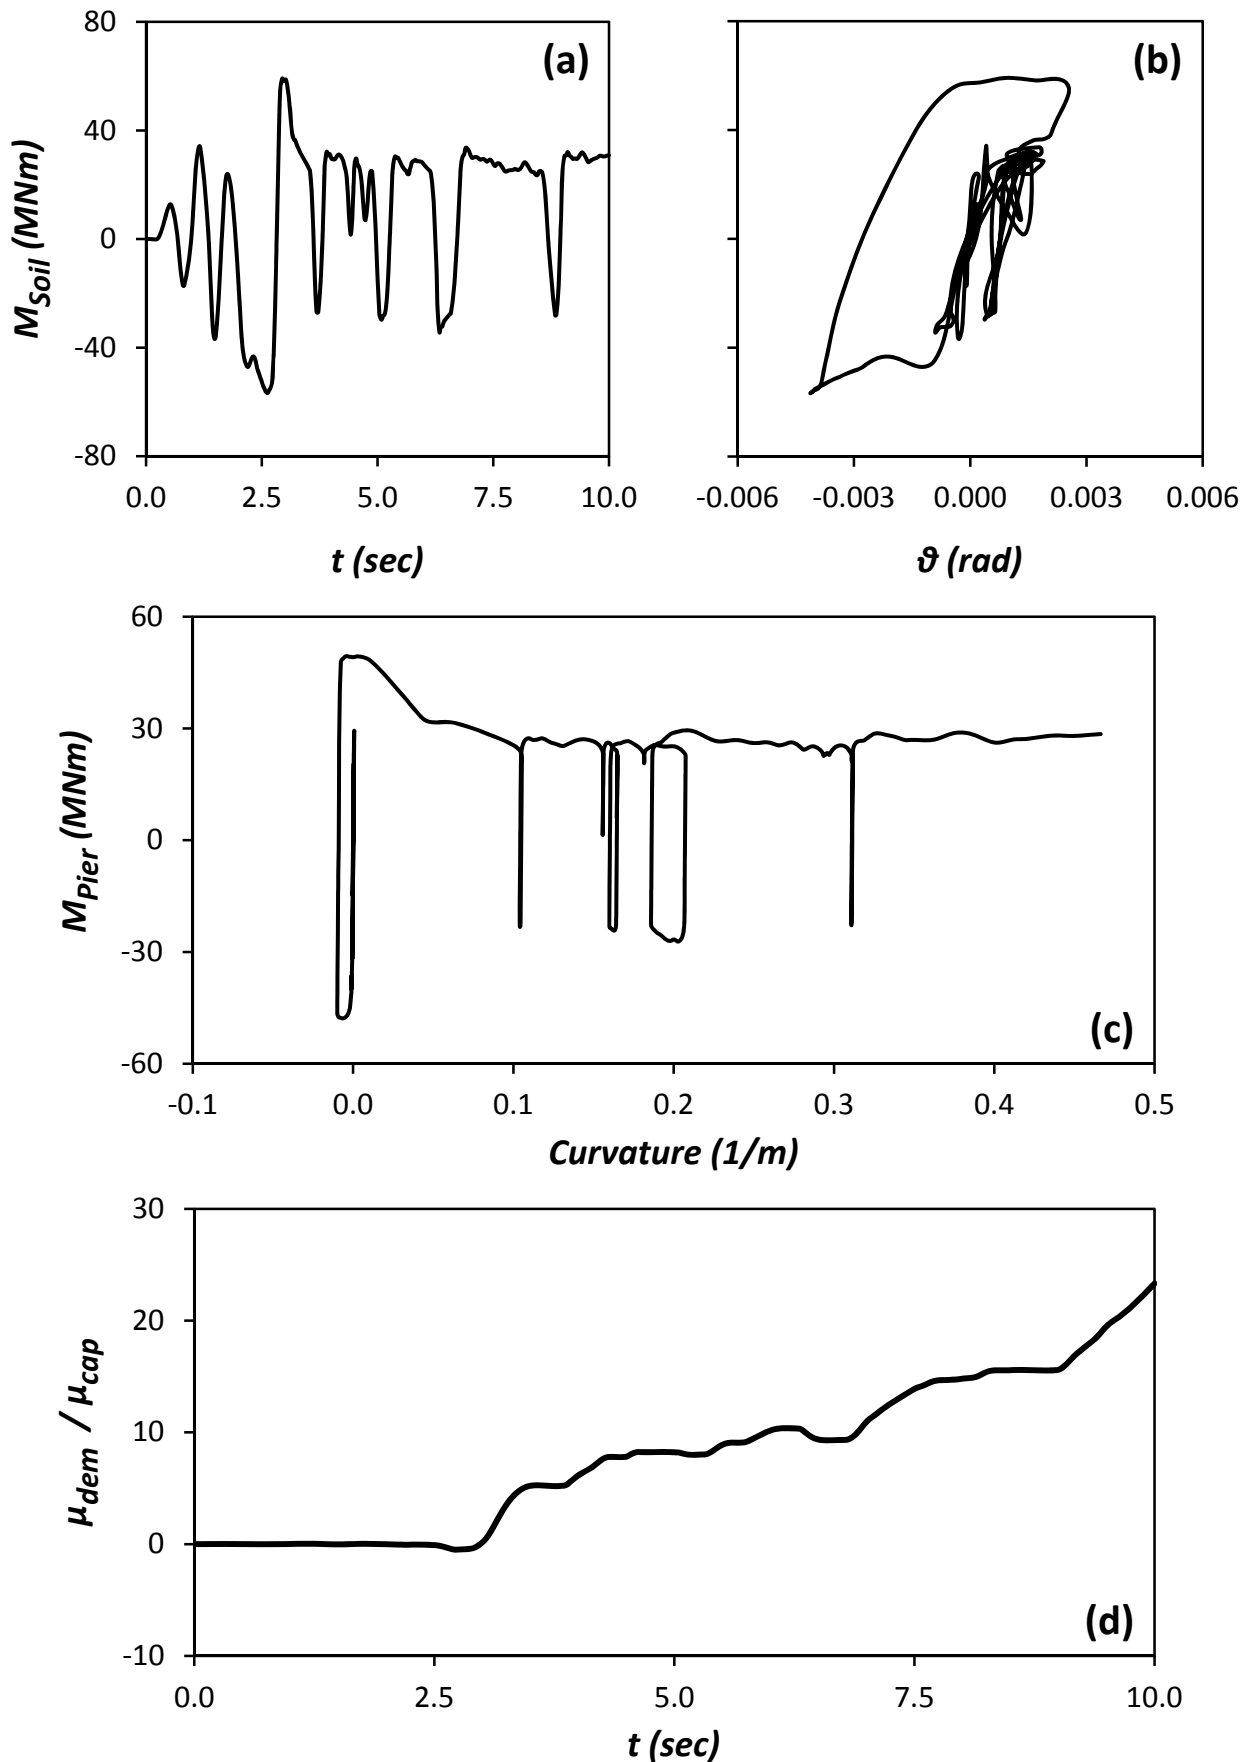 80
40
0
-40
-80
M_Soil (MNm)
(a)
0.0 2.5 5.0 7.5 10.0
t (sec)
(b)
-0.006 -0.003 0.000 0.003 0.006
ϑ (rad)
60
30
0
-30
-60
M_Pier (MNm)
(c)
-0.1 0.0 0.1 0.2 0.3 0.4 0.5
Curvature (1/m)
30
20
10
0
-10
μ_dem / μ_cap
(d)
0.0 2.5 5.0 7.5 10.0
t (sec)